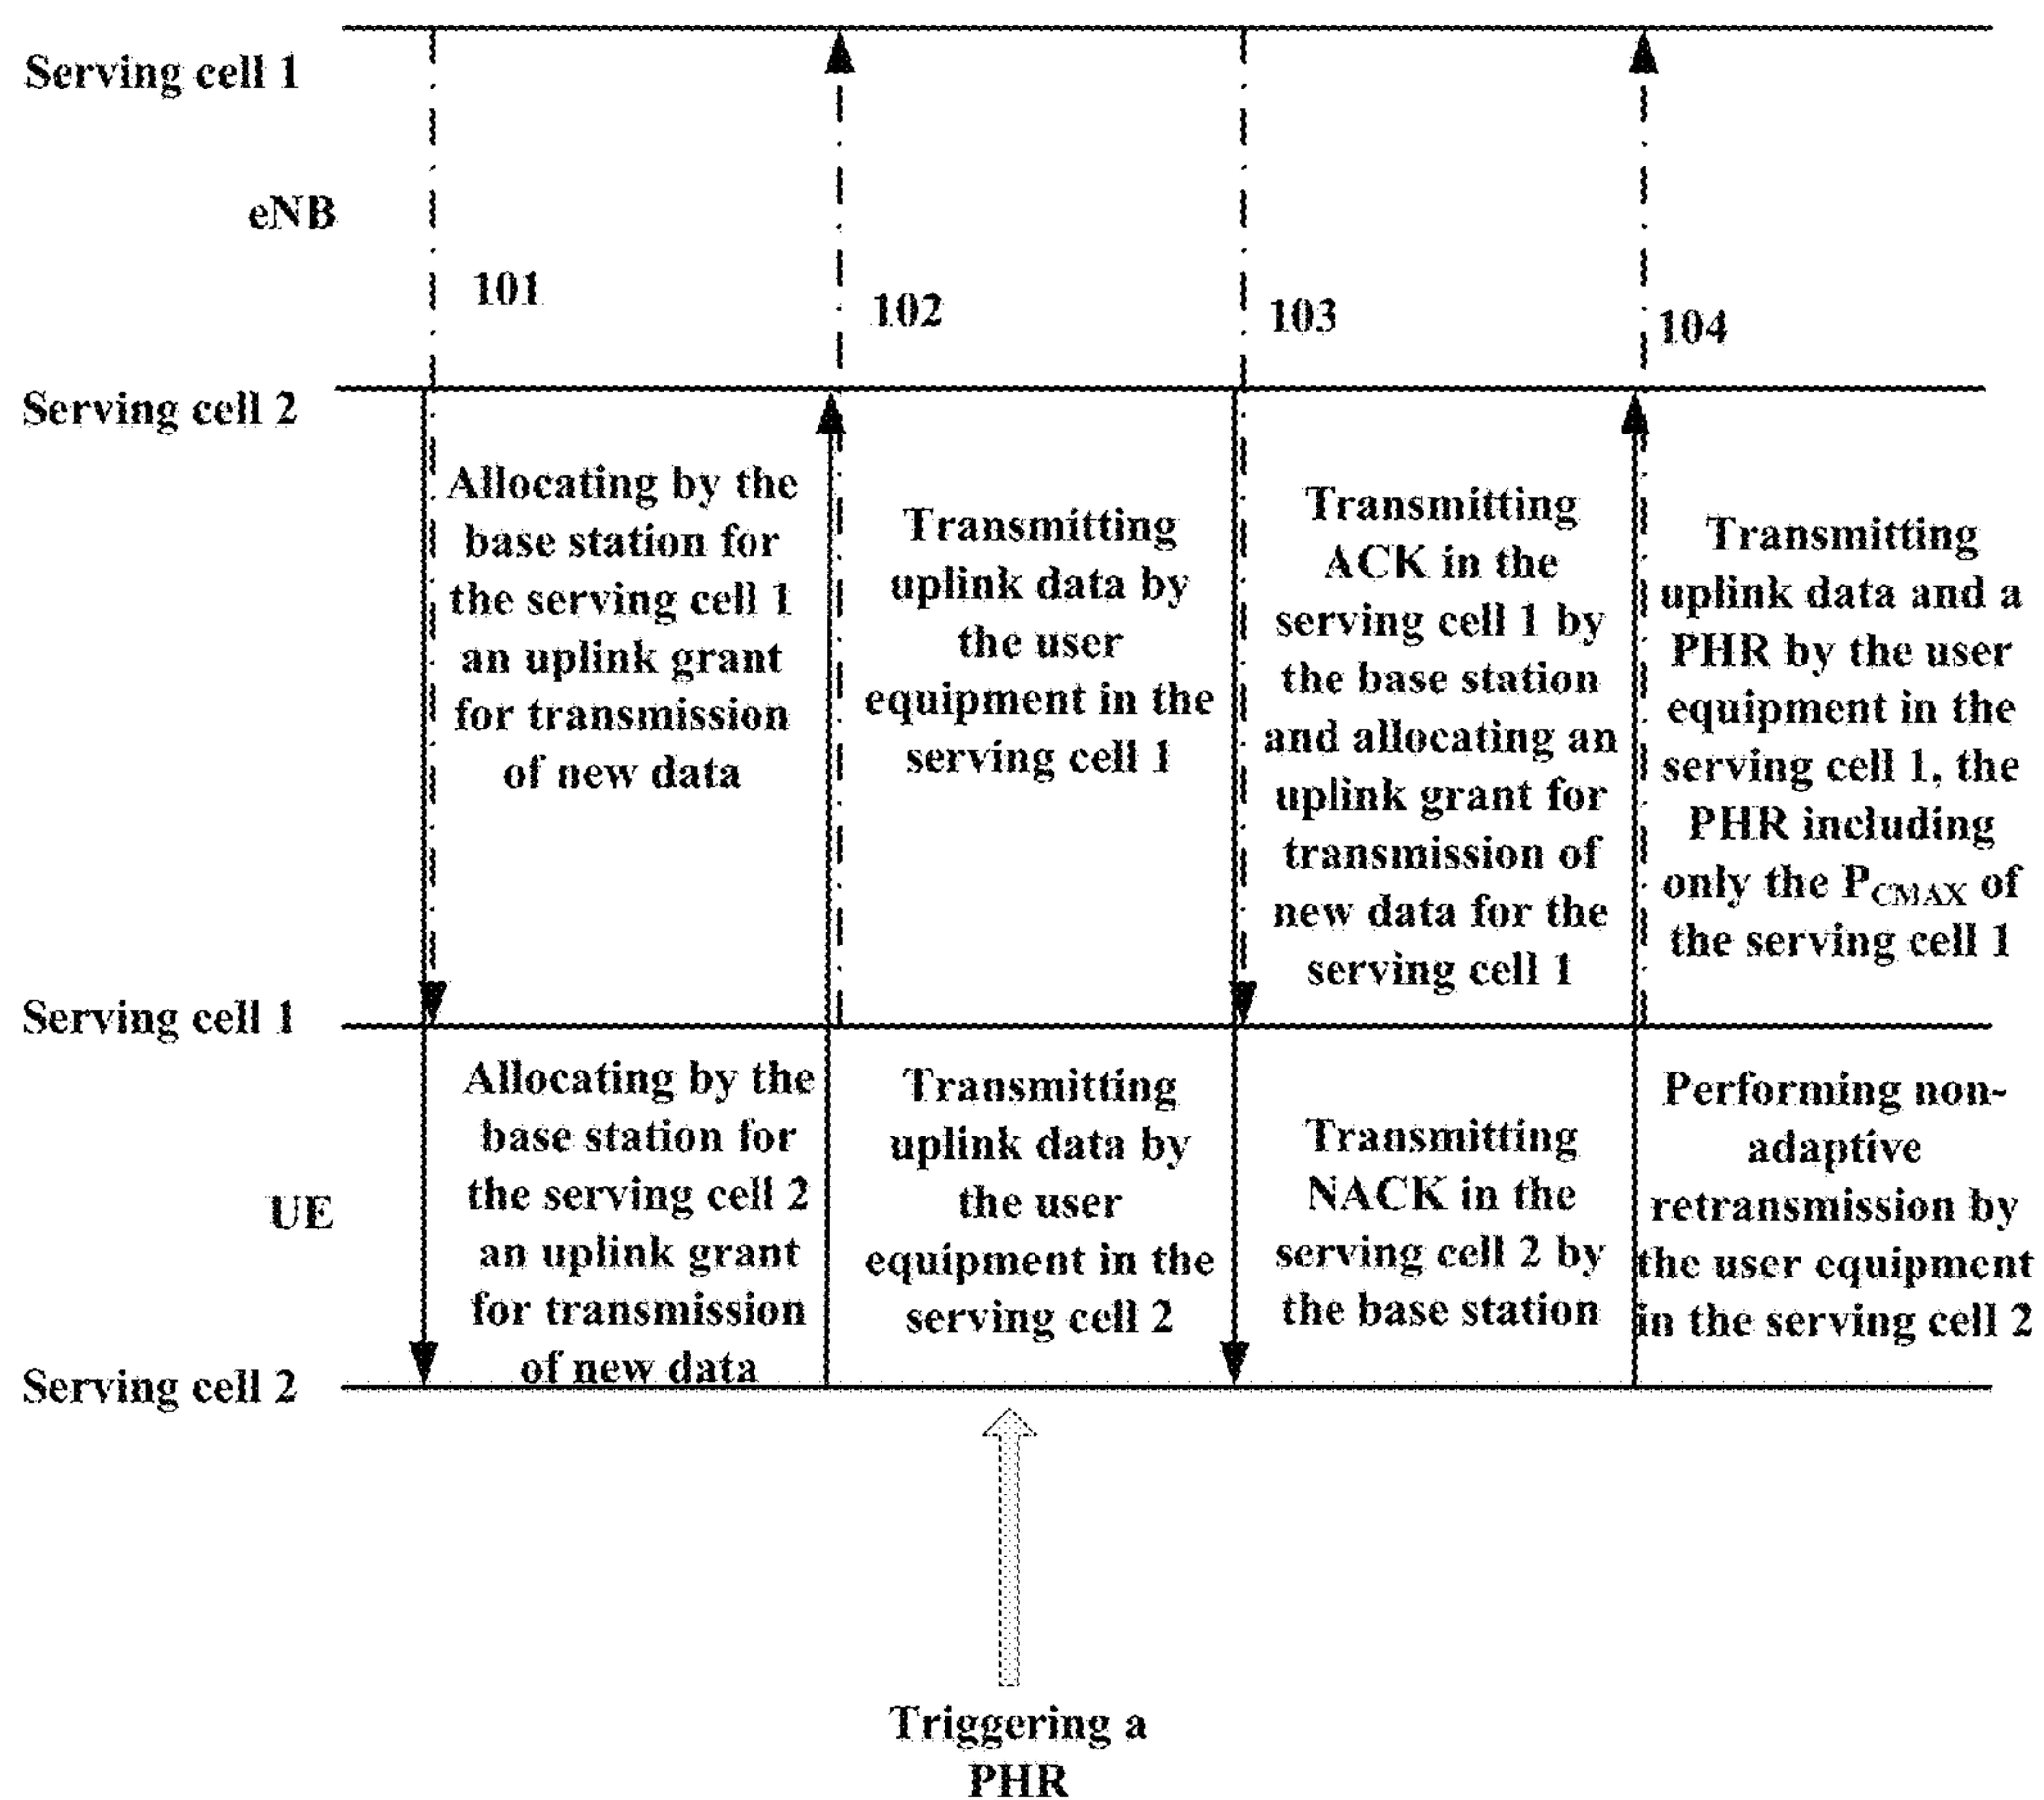 Serving cell 1
eNB
101
102
103
104
Serving cell 2
Allocating by the
base station for
the serving cell 1
an uplink grant
for transmission
of new data
Transmitting
uplink data by
the user
equipment in the
serving cell 1
Transmitting
ACK in the
serving cell 1 by
the base station
and allocating an
uplink grant for
transmission of
new data for the
serving cell 1
Transmitting
uplink data and a
PHR by the user
equipment in the
serving cell 1, the
PHR including
only the PCMAX of
the serving cell 1
Serving cell 1
UE
Allocating by the
base station for
the serving cell 2
an uplink grant
for transmission
of new data
Transmitting
uplink data by
the user
equipment in the
serving cell 2
Transmitting
NACK in the
serving cell 2 by
the base station
Performing non-
adaptive
retransmission by
the user equipment
in the serving cell 2
Serving cell 2
Triggering a
PHR